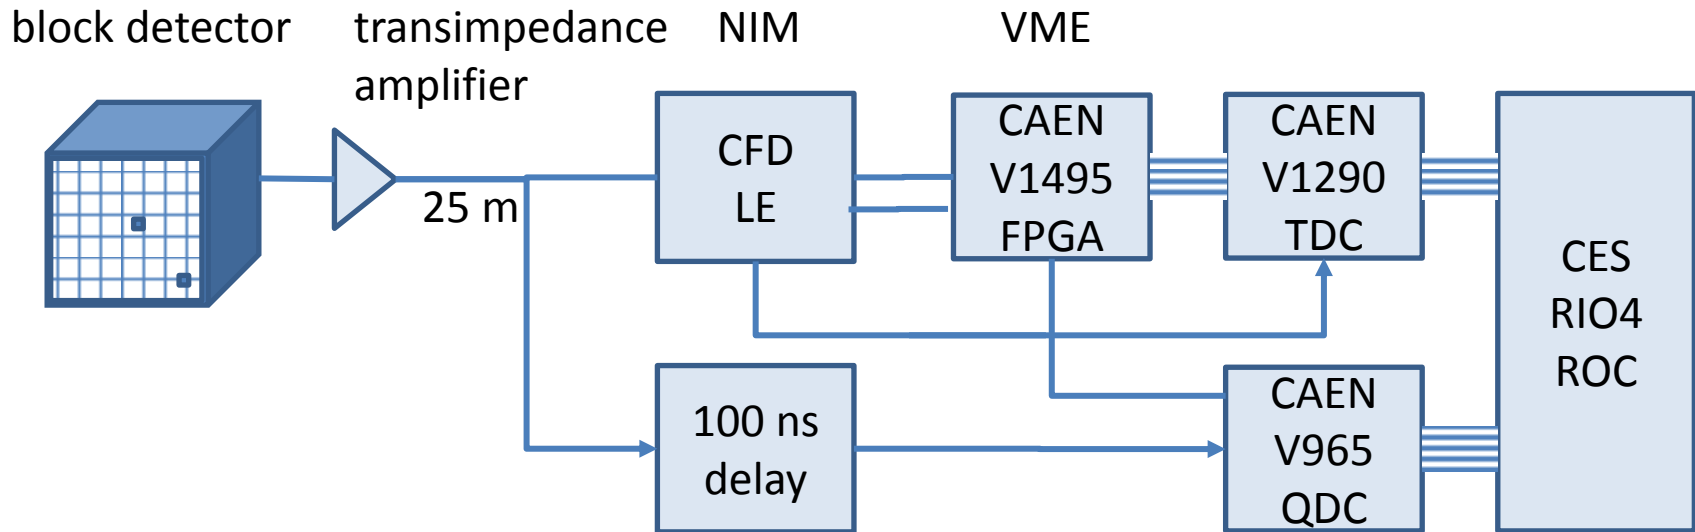 block detector
transimpedance
amplifier
NIM
VME
25 m
CFD
LE
CAEN
V1495
FPGA
CAEN
V1290
TDC
CES
RIO4
ROC
100 ns
delay
CAEN
V965
QDC